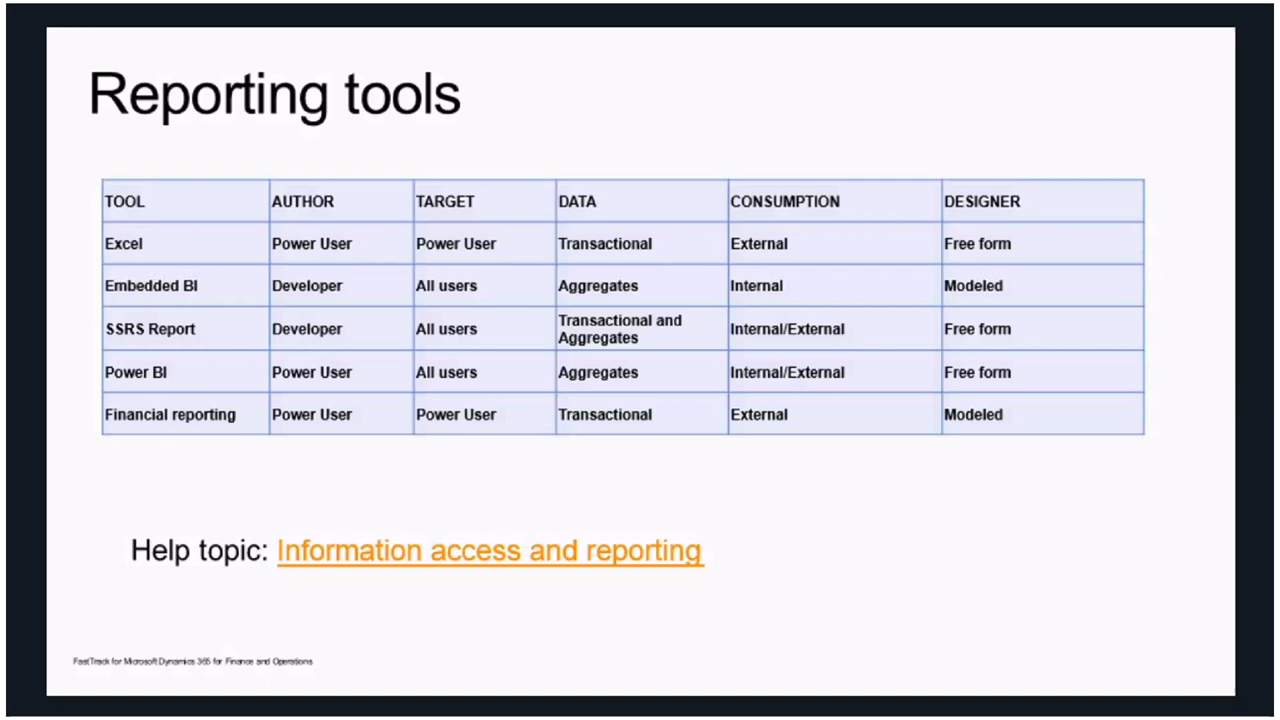 Reporting tools
TOOL AUTHOR TARGET DATA CONSUMPTION DESIGNER
Excel Power User Power User Transactional External Free form
Embedded BI Developer All users Aggregates Internal Modeled
SSRS Report Developer All users Transactional and Aggregates Internal/External Free form
Power BI Power User All users Aggregates Internal/External Free form
Financial reporting Power User Power User Transactional External Modeled
Help topic: Information access and reporting
FastTrack for Microsoft Dynamics 365 for Finance and Operations